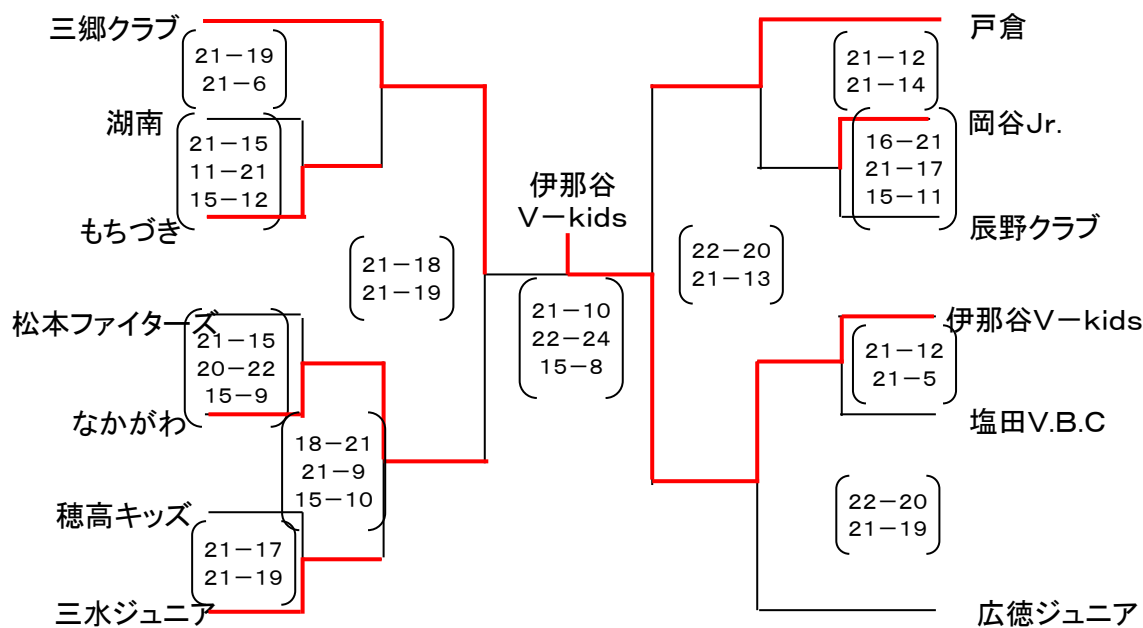 三郷クラブ
21－19
21－6
湖南
21－15
11－21
15－12
もちづき
21－18
21－19
松本ファイターズ
21－15
20－22
15－9
なかがわ
18－21
21－9
15－10
穂高キッズ
21－17
21－19
三水ジュニア
伊那谷
V－kids
21－10
22－24
15－8
戸倉
21－12
21－14
岡谷Jr.
16－21
21－17
15－11
辰野クラブ
22－20
21－13
伊那谷V－kids
21－12
21－5
塩田V.B.C
22－20
21－19
広徳ジュニア